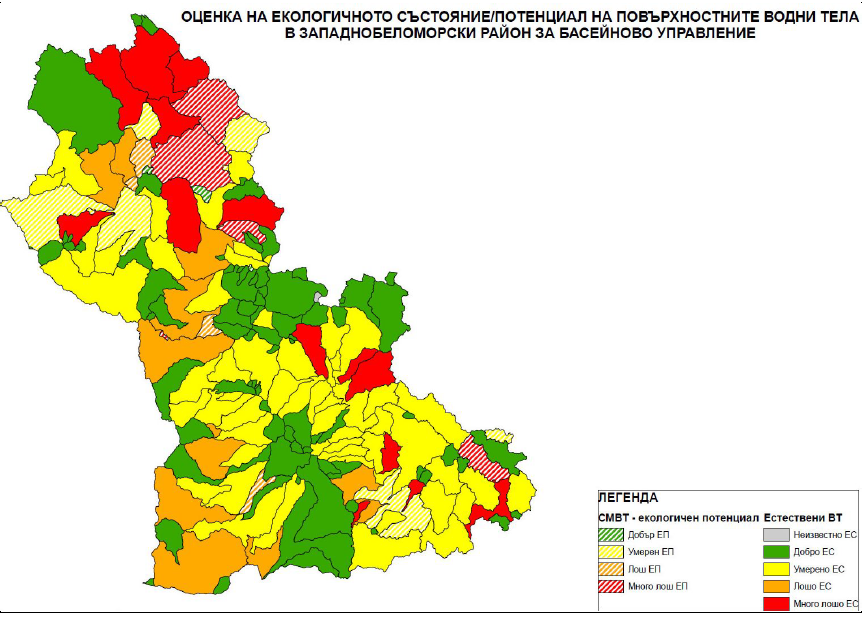 ОЦЕНКА НА ЕКОЛОГИЧНОТО СЪСТОЯНИЕ/ПОТЕНЦИАЛ НА ПОВЪРХНОСТНИТЕ ВОДНИ ТЕЛА
В ЗАПАДНОБЕЛОМОРСКИ РАЙОН ЗА БАСЕЙНОВО УПРАВЛЕНИЕ
ЛЕГЕНДА
СМВТ - екологичен потенциал
Добър ЕП
Умерен ЕП
Лош ЕП
Много лош ЕП
Естествени ВТ
Неизвестно ЕС
Добро ЕС
Умерено ЕС
Лошо ЕС
Много лошо ЕС